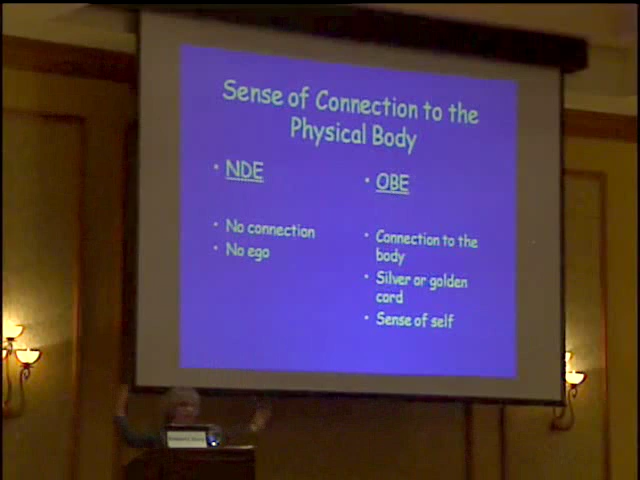 Sense of Connection to the
Physical Body
• NDE
• No connection
• No ego
• OBE
• Connection to the
body
• Silver or golden
cord
• Sense of self